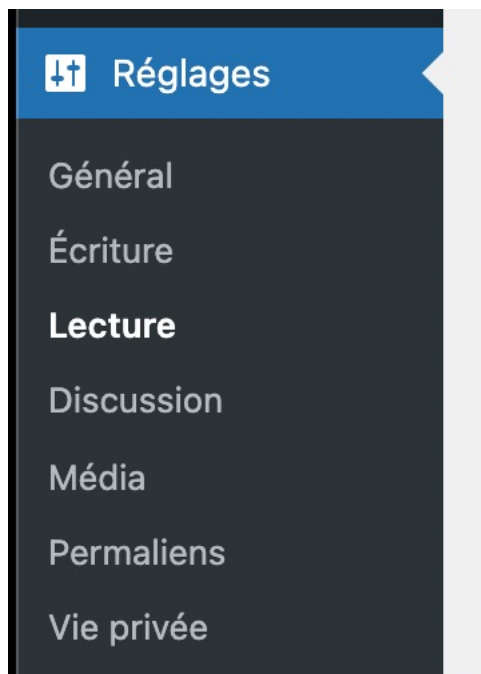 Réglages
Général
Écriture
Lecture
Discussion
Média
Permaliens
Vie privée